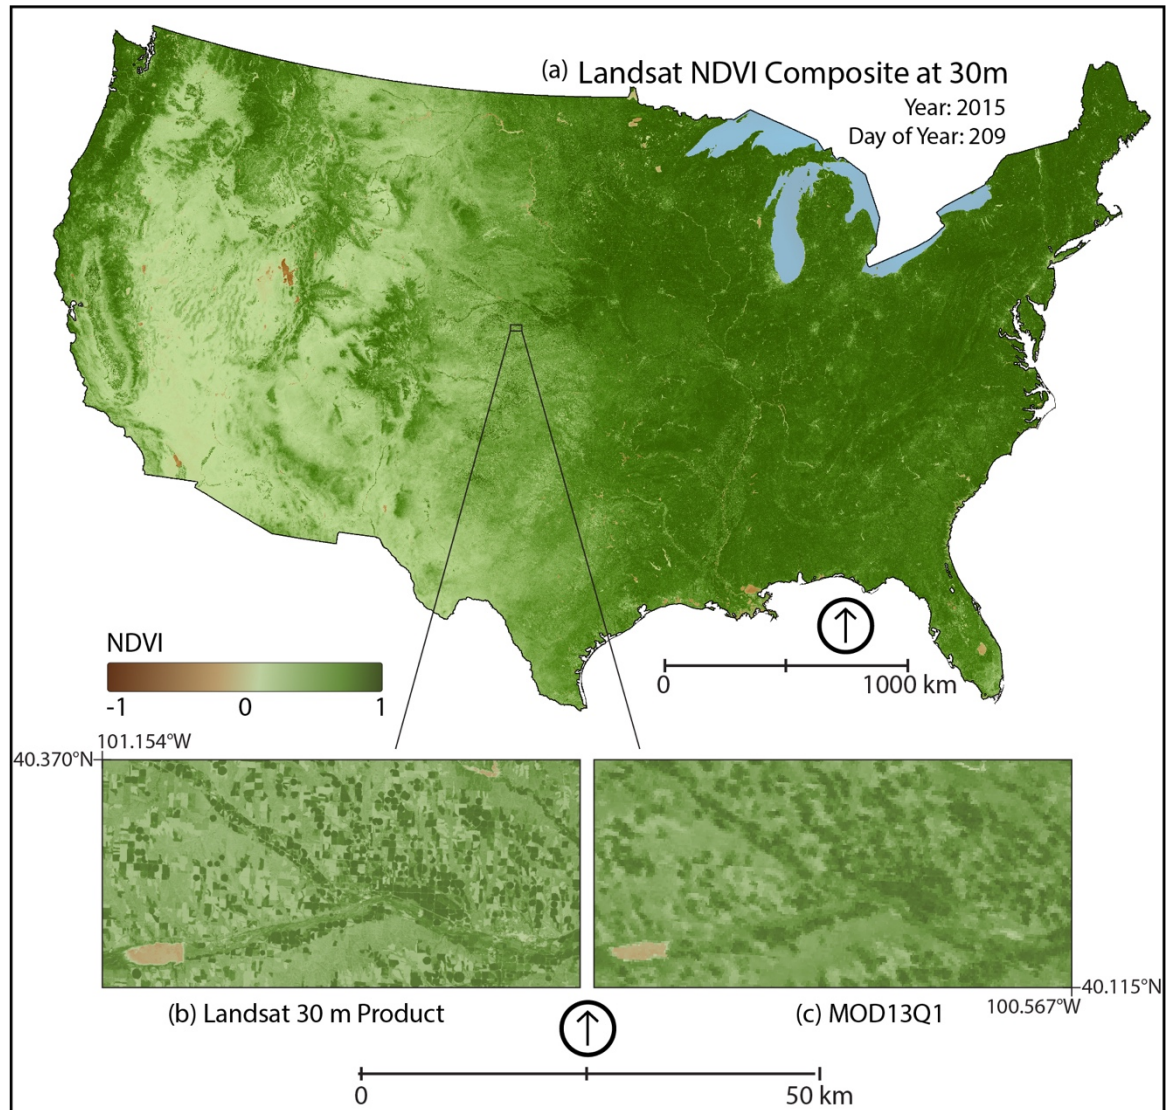 (a) Landsat NDVI Composite at 30m
Year: 2015
Day of Year: 209
NDVI
-1 0 1
0 1000 km
101.154°W
40.370°N
40.115°N
100.567°W
(b) Landsat 30 m Product
(c) MOD13Q1
0 50 km